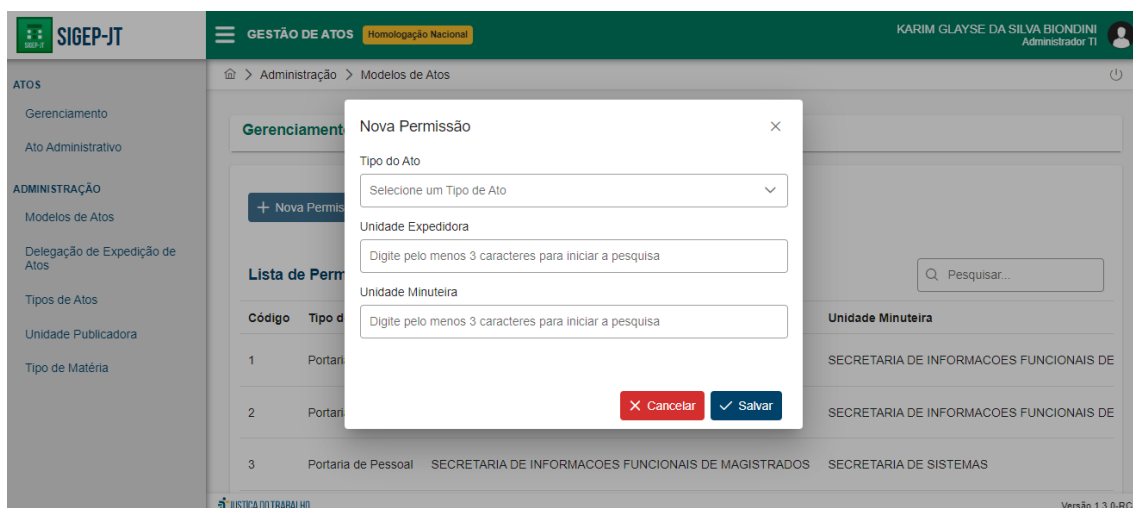 SIGEP-JT
GESTÃO DE ATOS Homologação Nacional
KARIM GLAYSE DA SILVA BIONDINI
Administrador TI
ATOS
Gerenciamento
Ato Administrativo
ADMINISTRAÇÃO
Modelos de Atos
Delegação de Expedição de
Atos
Tipos de Atos
Unidade Publicadora
Tipo de Matéria
> Administração > Modelos de Atos
Gerenciament
+ Nova Permis
Lista de Perm
Pesquisar...
Código Tipo d Unidade Minuteira
1 Portari SECRETARIA DE INFORMACOES FUNCIONAIS DE
2 Portari SECRETARIA DE INFORMACOES FUNCIONAIS DE
3 Portaria de Pessoal SECRETARIA DE INFORMACOES FUNCIONAIS DE MAGISTRADOS SECRETARIA DE SISTEMAS
Nova Permissão
Tipo do Ato
Selecione um Tipo de Ato
Unidade Expedidora
Digite pelo menos 3 caracteres para iniciar a pesquisa
Unidade Minuteira
Digite pelo menos 3 caracteres para iniciar a pesquisa
Cancelar Salvar
JUSTIÇA DO TRABALHO
Versão 1.3.0-RC